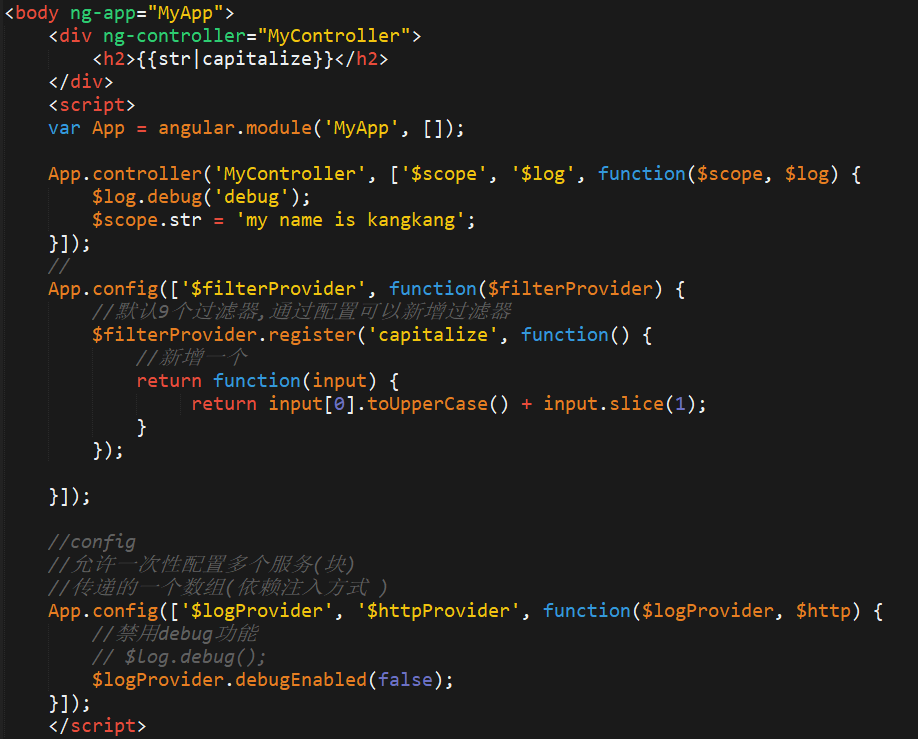 <body ng-app="MyApp">
    <div ng-controller="MyController">
        <h2>{{str|capitalize}}</h2>
    </div>
    <script>
    var App = angular.module('MyApp', []);

    App.controller('MyController', ['$scope', '$log', function($scope, $log) {
        $log.debug('debug');
        $scope.str = 'my name is kangkang';
    }]);
    //
    App.config(['$filterProvider', function($filterProvider) {
        //默认9个过滤器,通过配置可以新增过滤器
        $filterProvider.register('capitalize', function() {
            //新增一个
            return function(input) {
                 return input[0].toUpperCase() + input.slice(1);
            }
        });

    }]);

    //config
    //允许一次性配置多个服务(块)
    //传递的一个数组(依赖注入方式 )
    App.config(['$logProvider', '$httpProvider', function($logProvider, $http) {
        //禁用debug功能
        // $log.debug();
        $logProvider.debugEnabled(false);
    }]);
    </script>